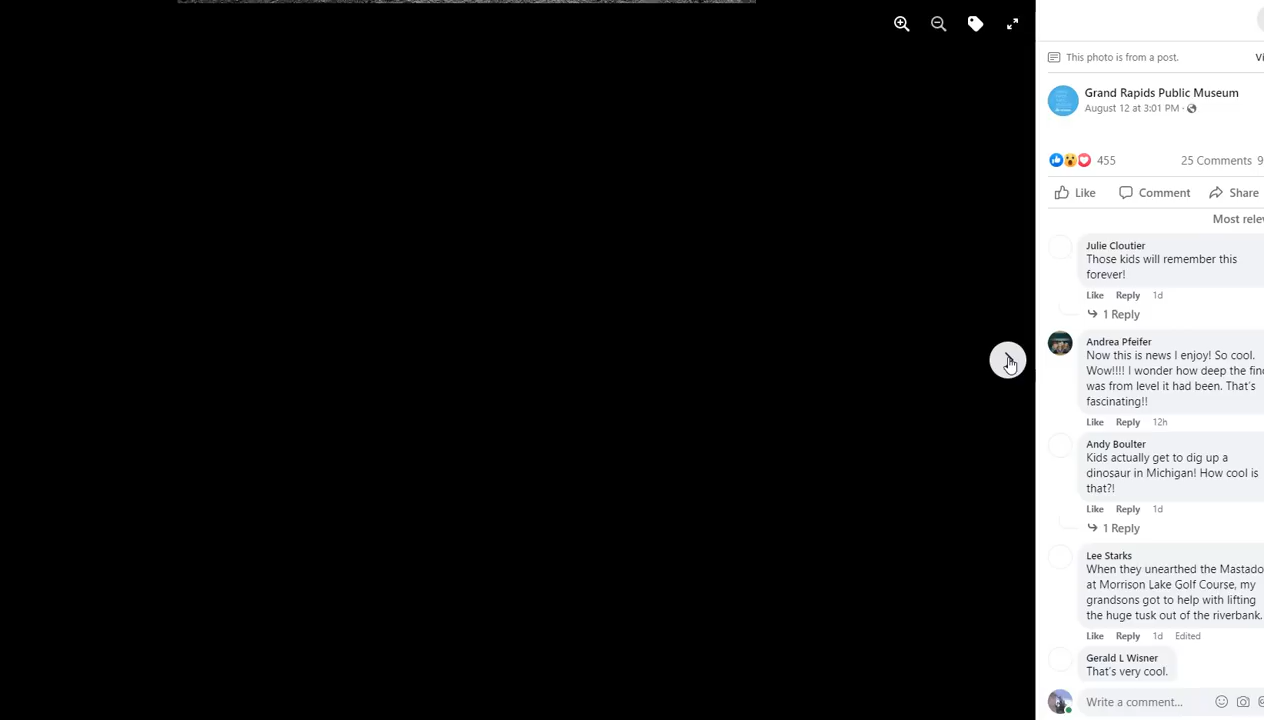 This photo is from a post.
Grand Rapids Public Museum
August 12 at 3:01 PM ·
455
25 Comments 9
Like
Comment
Share
Julie Cloutier
Those kids will remember this
forever!
Like Reply 1d
1 Reply
Andrea Pfeifer
Now this is news I enjoy! So cool.
Wow!!!! I wonder how deep the
was from level it had been. That's
fascinating!!
Like Reply 12h
Andy Boulter
Kids actually get to dig up a
dinosaur in Michigan! How cool is
that?!
Like Reply 1d
1 Reply
Lee Starks
When they unearthed the Mastado
at Morrison Lake Golf Course, my
grandsons got to help with lifting
the huge tusk out of the riverbank.
Like Reply 1d Edited
Gerald L Wisner
That's very cool.
Write a comment...